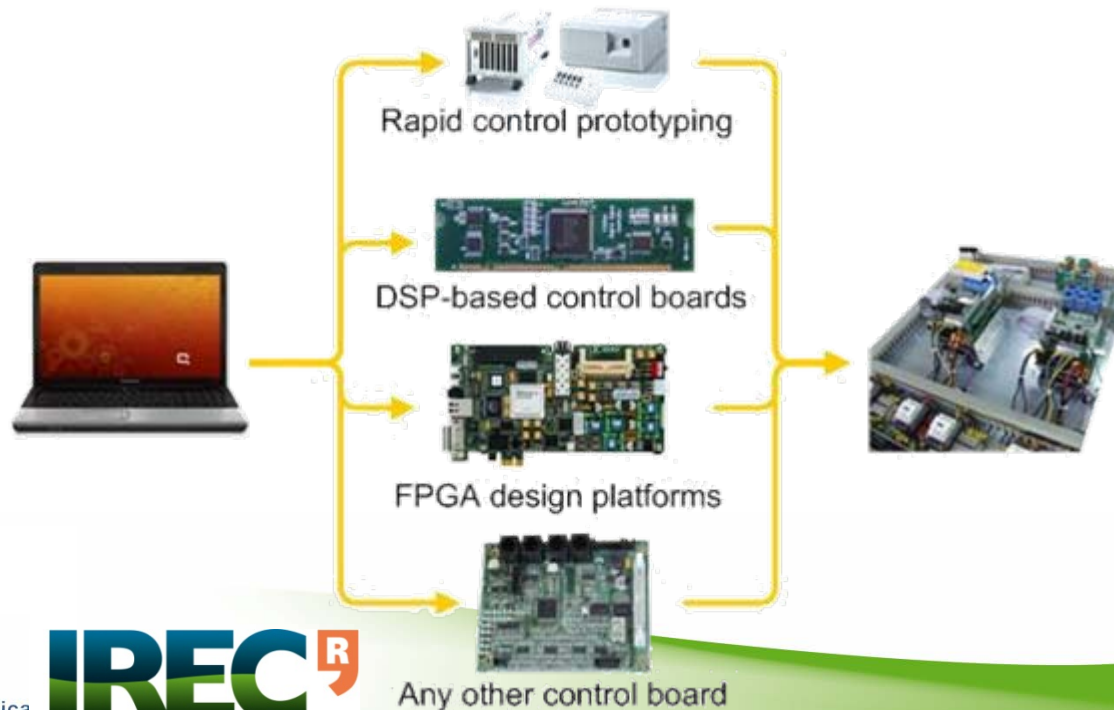 Rapid control prototyping
DSP-based control boards
FPGA design platforms
Any other control board
IREC
R